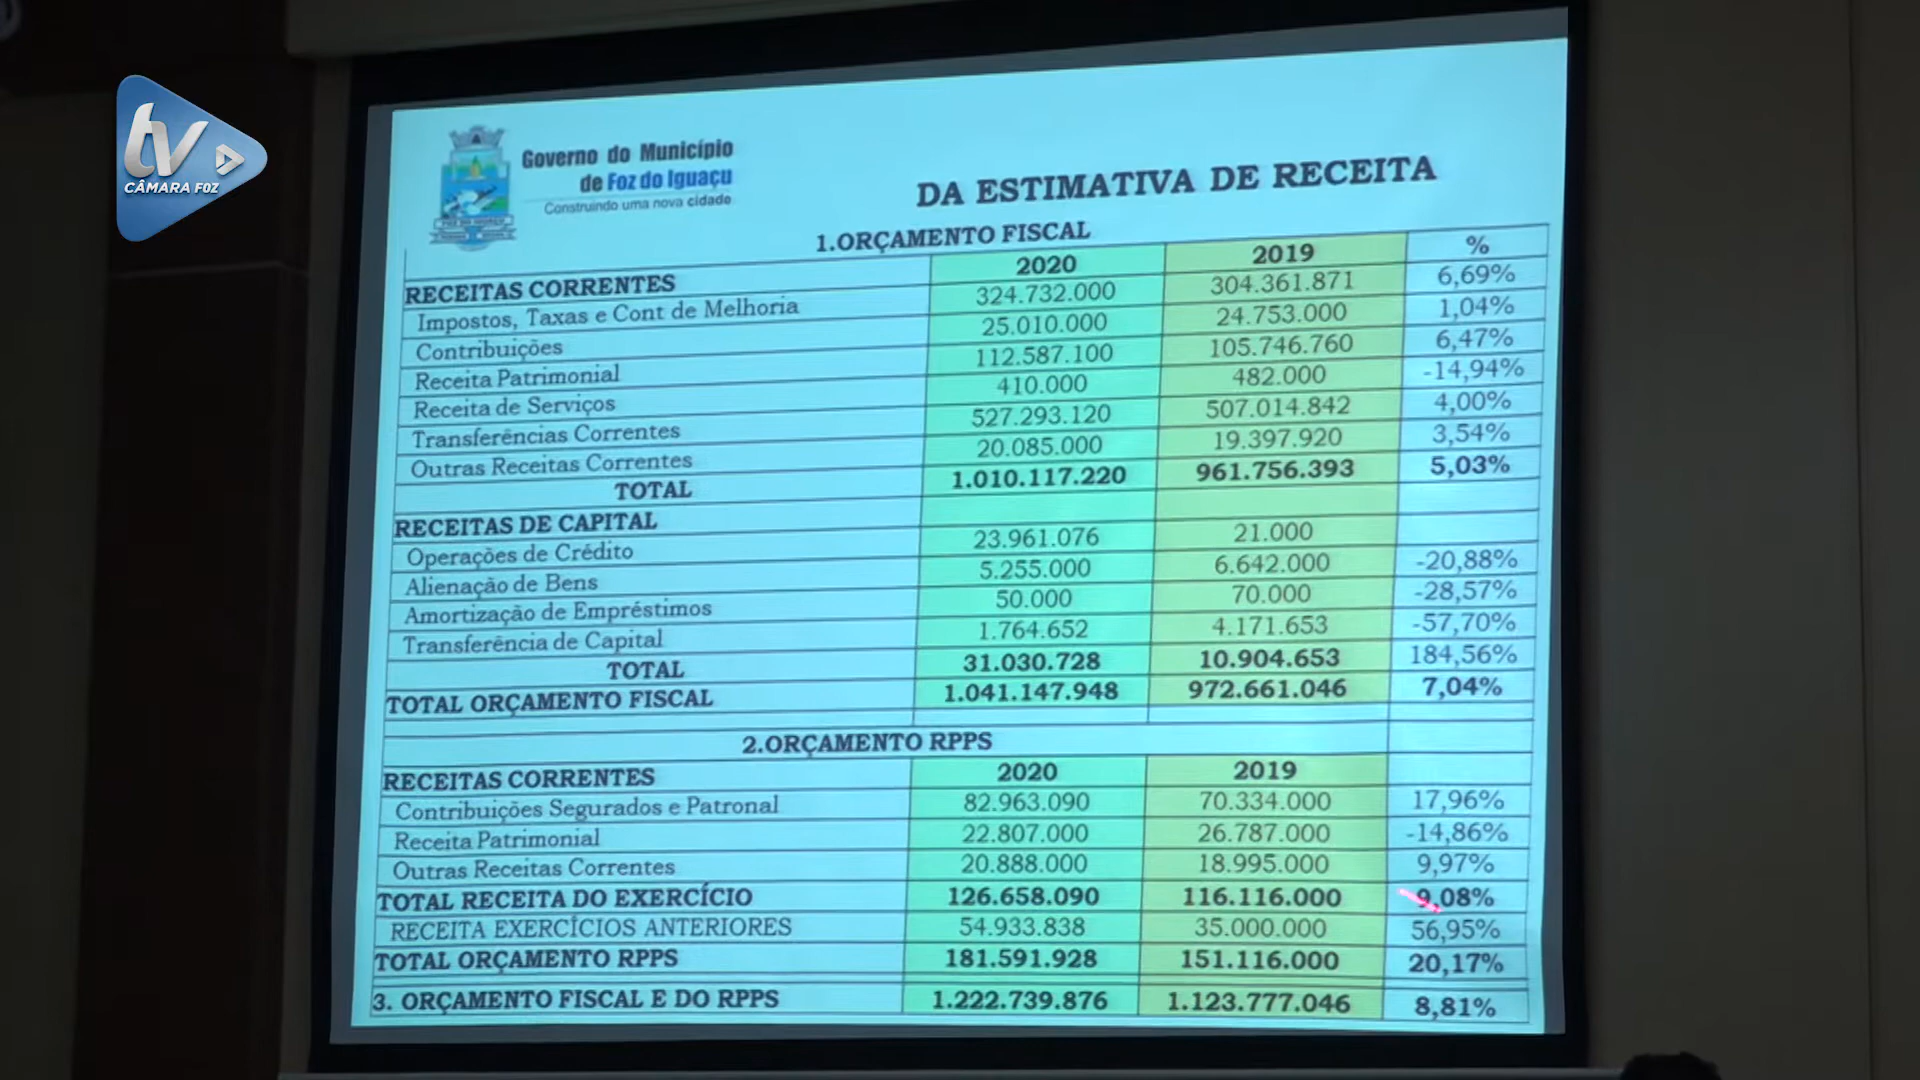 tv
CÂMARA FOZ
Governo do Município
de Foz do Iguaçu
Construindo uma nova cidade
DA ESTIMATIVA DE RECEITA
1.ORÇAMENTO FISCAL
RECEITAS CORRENTES 2020 2019 %
Impostos, Taxas e Cont de Melhoria 324.732.000 304.361.871 6,69%
Contribuições 25.010.000 24.753.000 1,04%
Receita Patrimonial 112.587.100 105.746.760 6,47%
Receita de Serviços 410.000 482.000 -14,94%
Transferências Correntes 527.293.120 507.014.842 4,00%
Outras Receitas Correntes 20.085.000 19.397.920 3,54%
TOTAL 1.010.117.220 961.756.393 5,03%
RECEITAS DE CAPITAL
Operações de Crédito 23.961.076 21.000
Alienação de Bens 5.255.000 6.642.000 -20,88%
Amortização de Empréstimos 50.000 70.000 -28,57%
Transferência de Capital 1.764.652 4.171.653 -57,70%
TOTAL 31.030.728 10.904.653 184,56%
TOTAL ORÇAMENTO FISCAL 1.041.147.948 972.661.046 7,04%
2.ORÇAMENTO RPPS
RECEITAS CORRENTES 2020 2019
Contribuições Segurados e Patronal 82.963.090 70.334.000 17,96%
Receita Patrimonial 22.807.000 26.787.000 -14,86%
Outras Receitas Correntes 20.888.000 18.995.000 9,97%
TOTAL RECEITA DO EXERCÍCIO 126.658.090 116.116.000 9,08%
RECEITA EXERCÍCIOS ANTERIORES 54.933.838 35.000.000 56,95%
TOTAL ORÇAMENTO RPPS 181.591.928 151.116.000 20,17%
3. ORÇAMENTO FISCAL E DO RPPS 1.222.739.876 1.123.777.046 8,81%